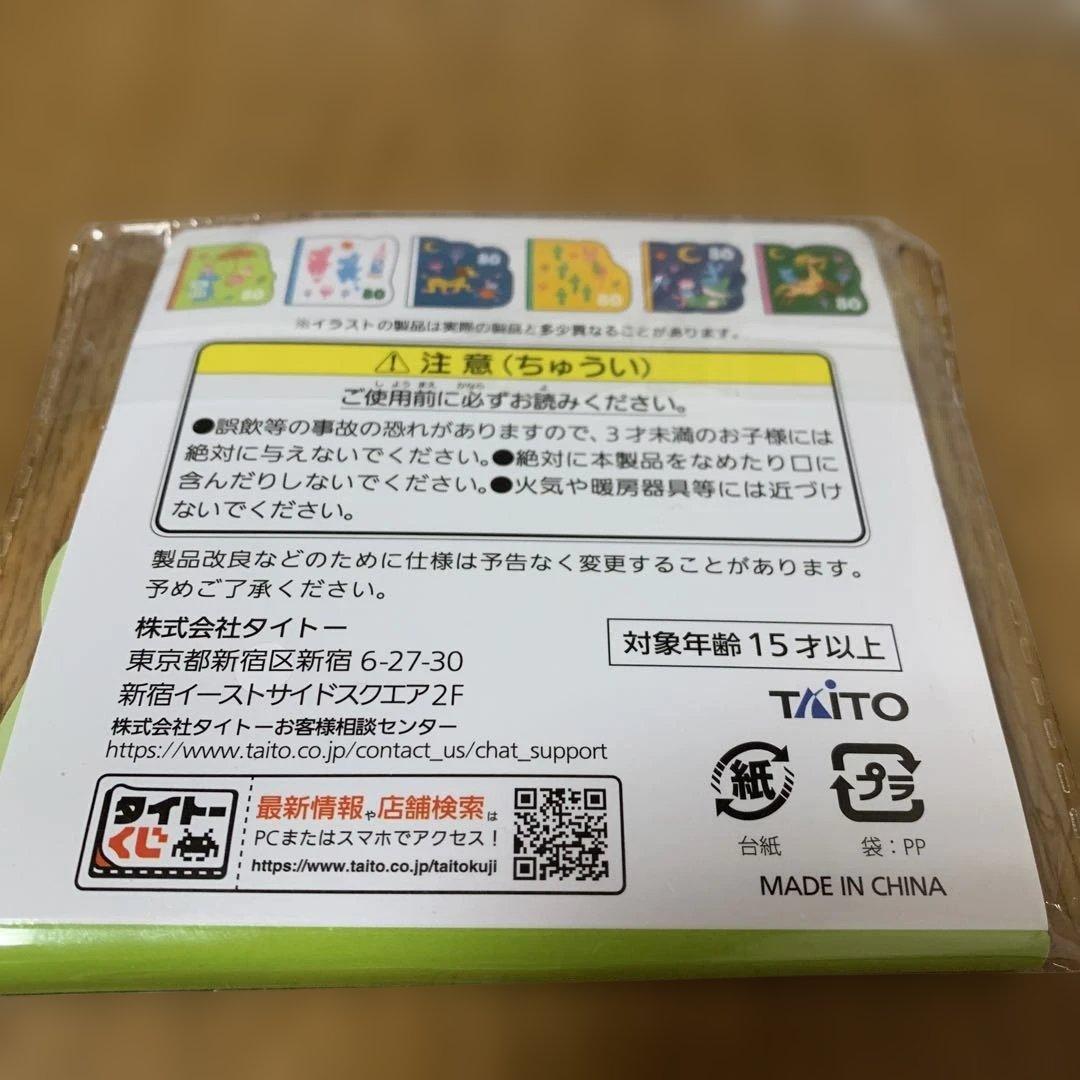 80 80 80 80 80 80
※イラストの製品は実際の製品と多少異なることがあります。
⚠ 注意(ちゅうい)
しようまえ かなら よ
ご使用前に必ずお読みください。
●誤飲等の事故の恐れがありますので、3才未満のお子様には
絶対に与えないでください。●絶対に本製品をなめたり口に
含んだりしないでください。●火気や暖房器具等には近づけ
ないでください。
製品改良などのために仕様は予告なく変更することがあります。
予めご了承ください。
株式会社タイトー
東京都新宿区新宿 6-27-30
新宿イーストサイドスクエア2F
株式会社タイトーお客様相談センター
https://www.taito.co.jp/contact_us/chat_support
対象年齢 15才以上
TAITO
タイトーくじ
最新情報や店舗検索は
PCまたはスマホでアクセス!
https://www.taito.co.jp/taitokuji
紙
プラ
台紙
袋:PP
MADE IN CHINA